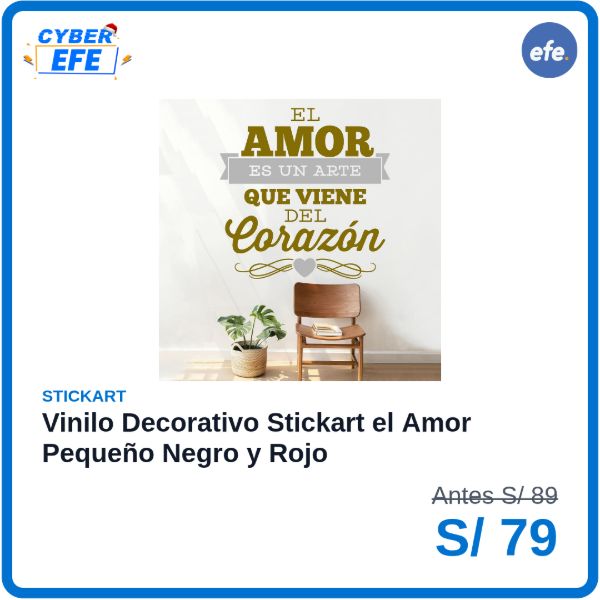 CYBER
EFE
efe.
EL
AMOR
ES UN ARTE
QUE VIENE
DEL
Corazón
STICKART
Vinilo Decorativo Stickart el Amor
Pequeño Negro y Rojo
Antes S/ 89
S/ 79